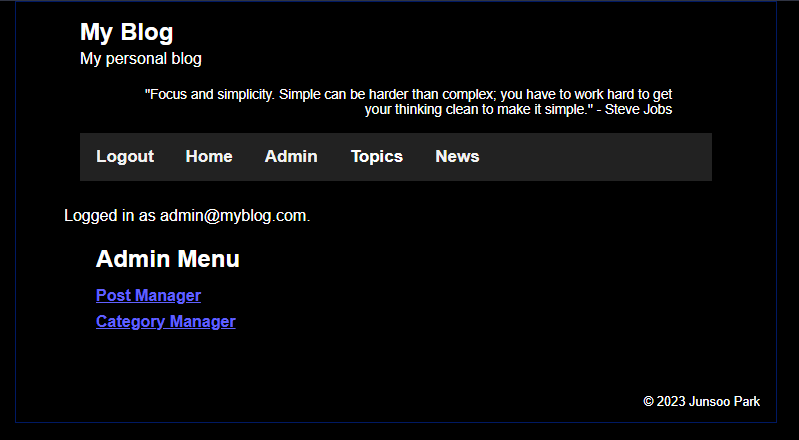 My Blog
My personal blog
"Focus and simplicity. Simple can be harder than complex; you have to work hard to get
your thinking clean to make it simple." - Steve Jobs
Logout Home Admin Topics News
Logged in as admin@myblog.com.
Admin Menu
Post Manager
Category Manager
© 2023 Junsoo Park